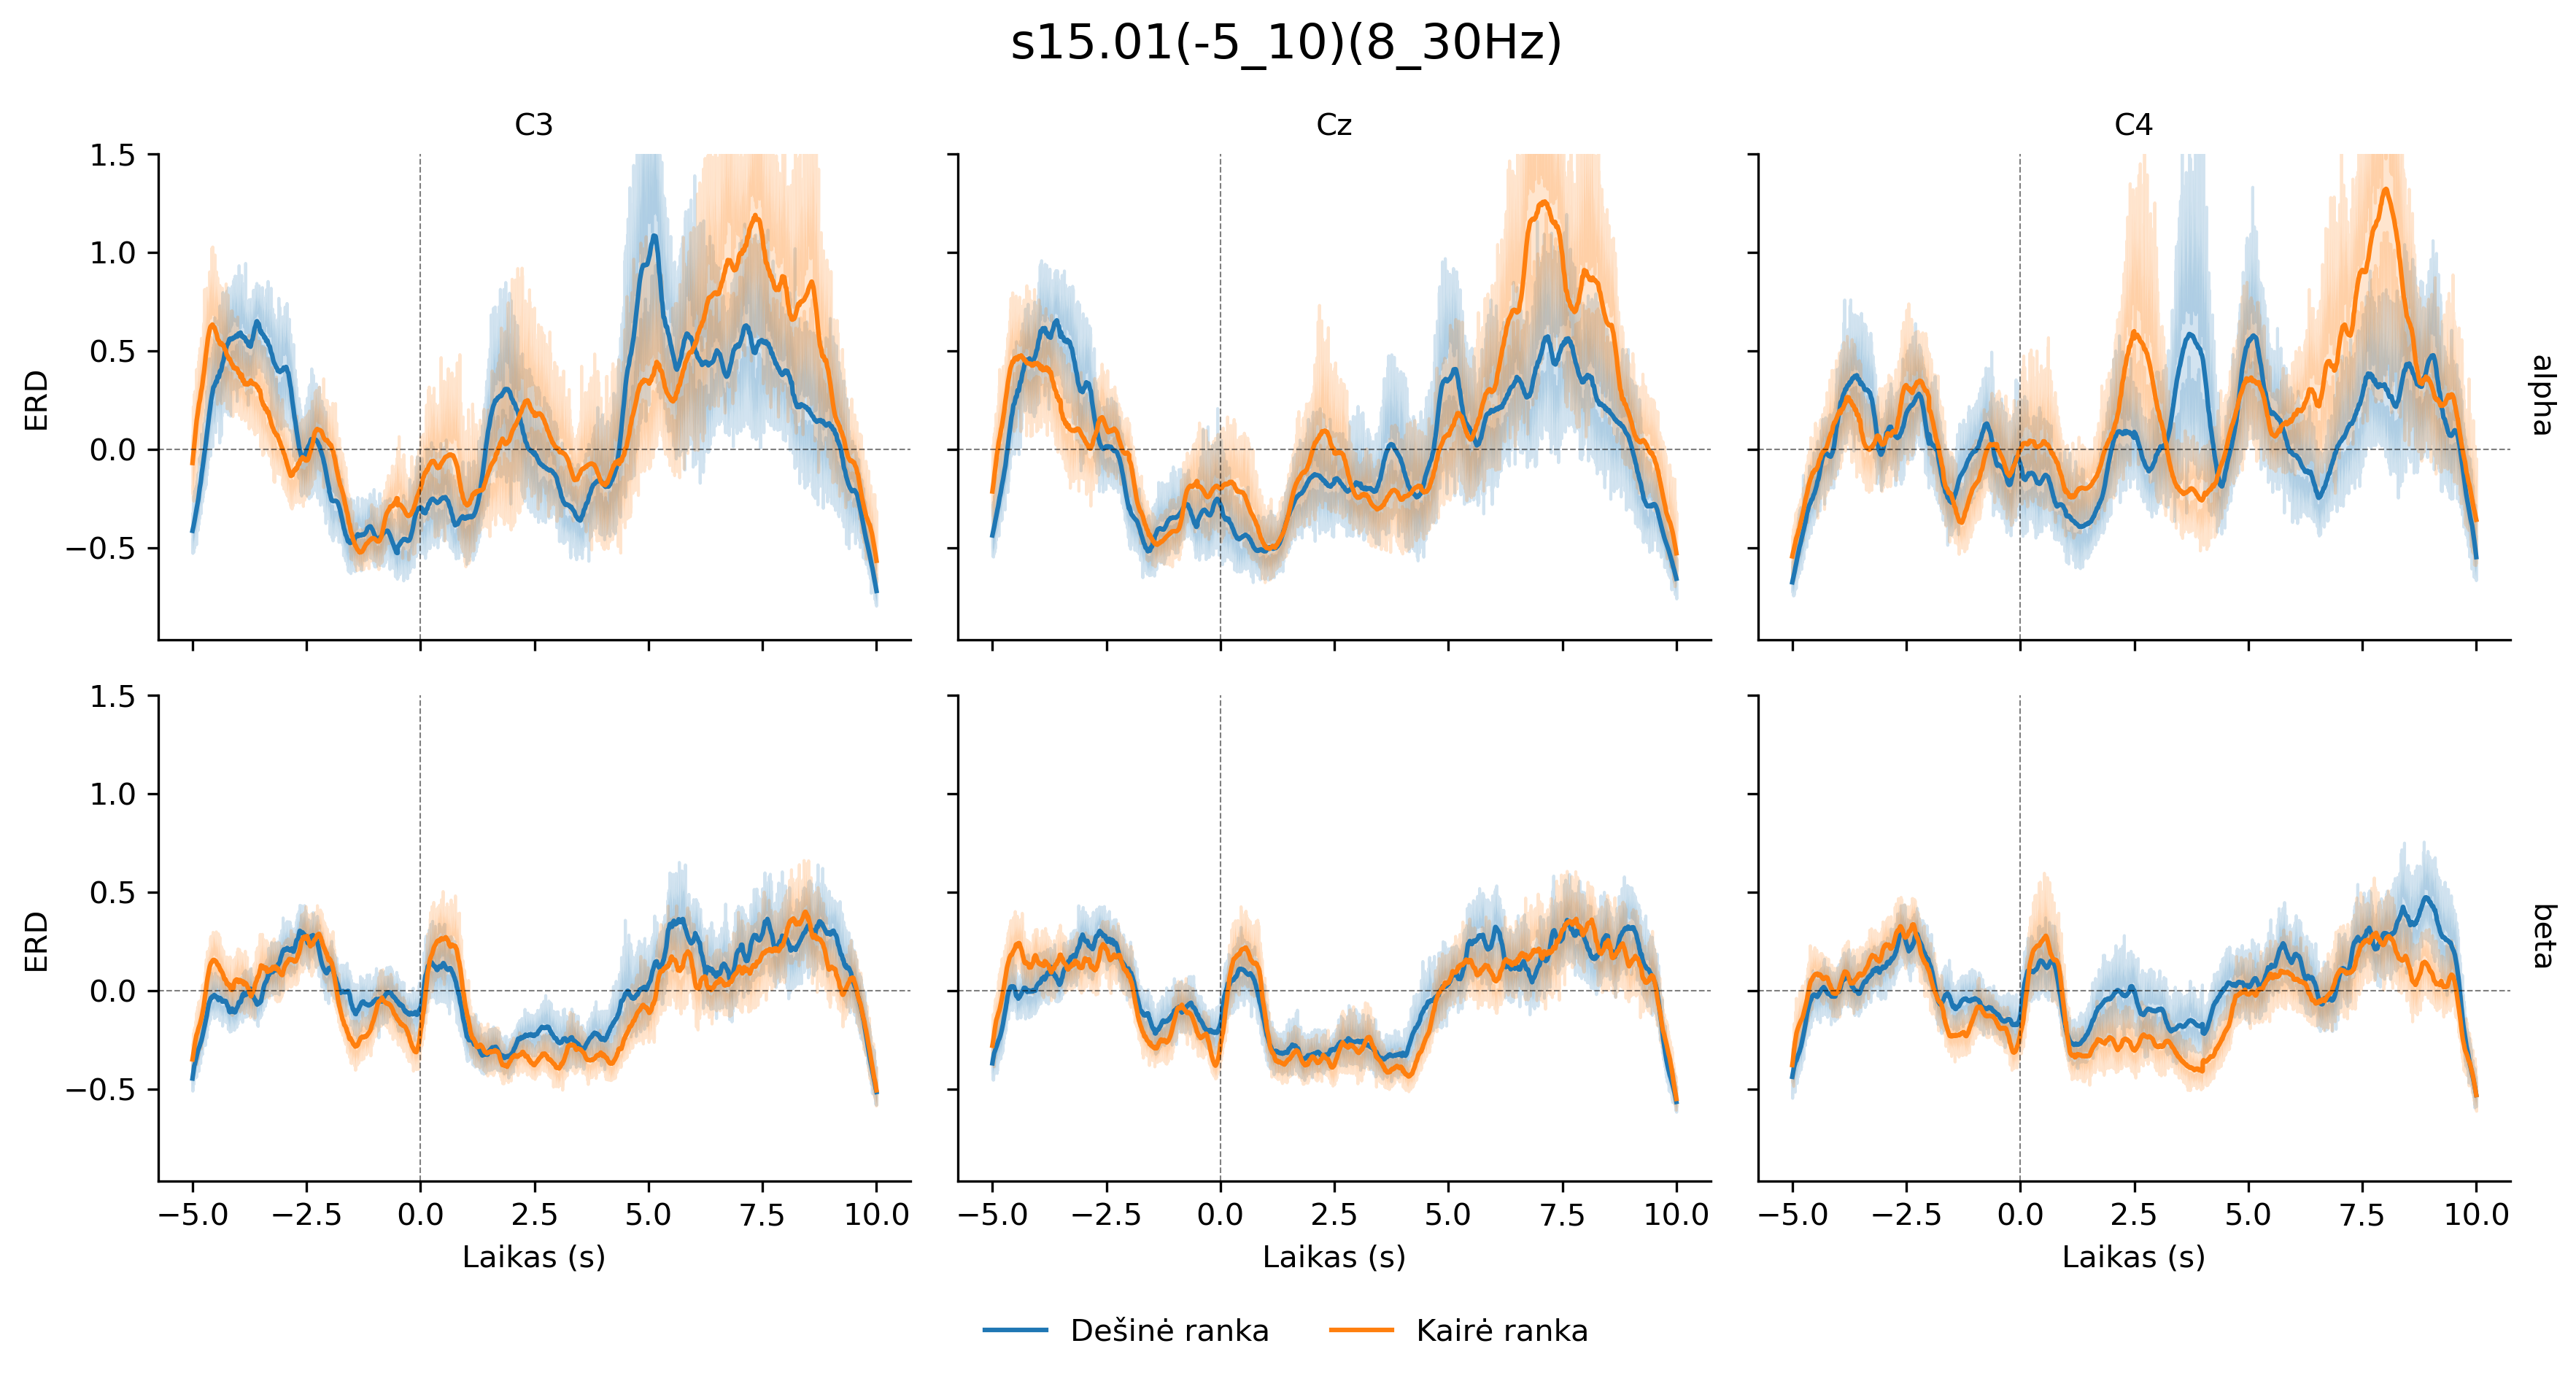 s15.01(-5_10)(8_30Hz)
C3 Cz C4
1.5
1.0
0.5
0.0
−0.5
ERD
alpha
1.5
1.0
0.5
0.0
−0.5
ERD
beta
−5.0 −2.5 0.0 2.5 5.0 7.5 10.0 −5.0 −2.5 0.0 2.5 5.0 7.5 10.0 −5.0 −2.5 0.0 2.5 5.0 7.5 10.0
Laikas (s) Laikas (s) Laikas (s)
Dešinė ranka Kairė ranka